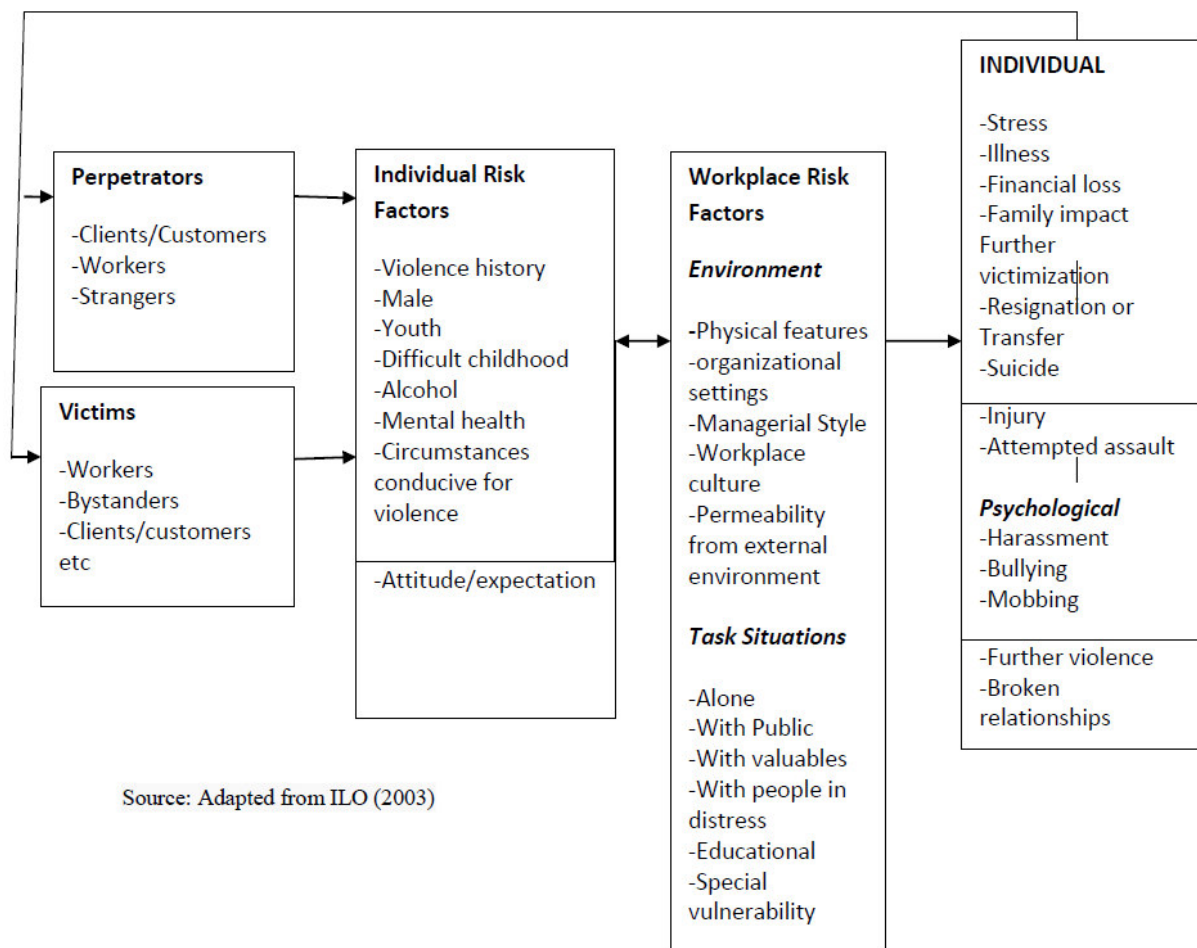 Perpetrators
-Clients/Customers
-Workers
-Strangers
Victims
-Workers
-Bystanders
-Clients/customers
etc
Individual Risk
Factors
-Violence history
-Male
-Youth
-Difficult childhood
-Alcohol
-Mental health
-Circumstances
conducive for
violence
-Attitude/expectation
Workplace Risk
Factors
Environment
-Physical features
-organizational
settings
-Managerial Style
-Workplace
culture
-Permeability
from external
environment
Task Situations
-Alone
-With Public
-With valuables
-With people in
distress
-Educational
-Special
vulnerability
INDIVIDUAL
-Stress
-Illness
-Financial loss
-Family impact
Further
victimization
-Resignation or
Transfer
-Suicide
-Injury
-Attempted assault
Psychological
-Harassment
-Bullying
-Mobbing
-Further violence
-Broken
relationships
Source: Adapted from ILO (2003)